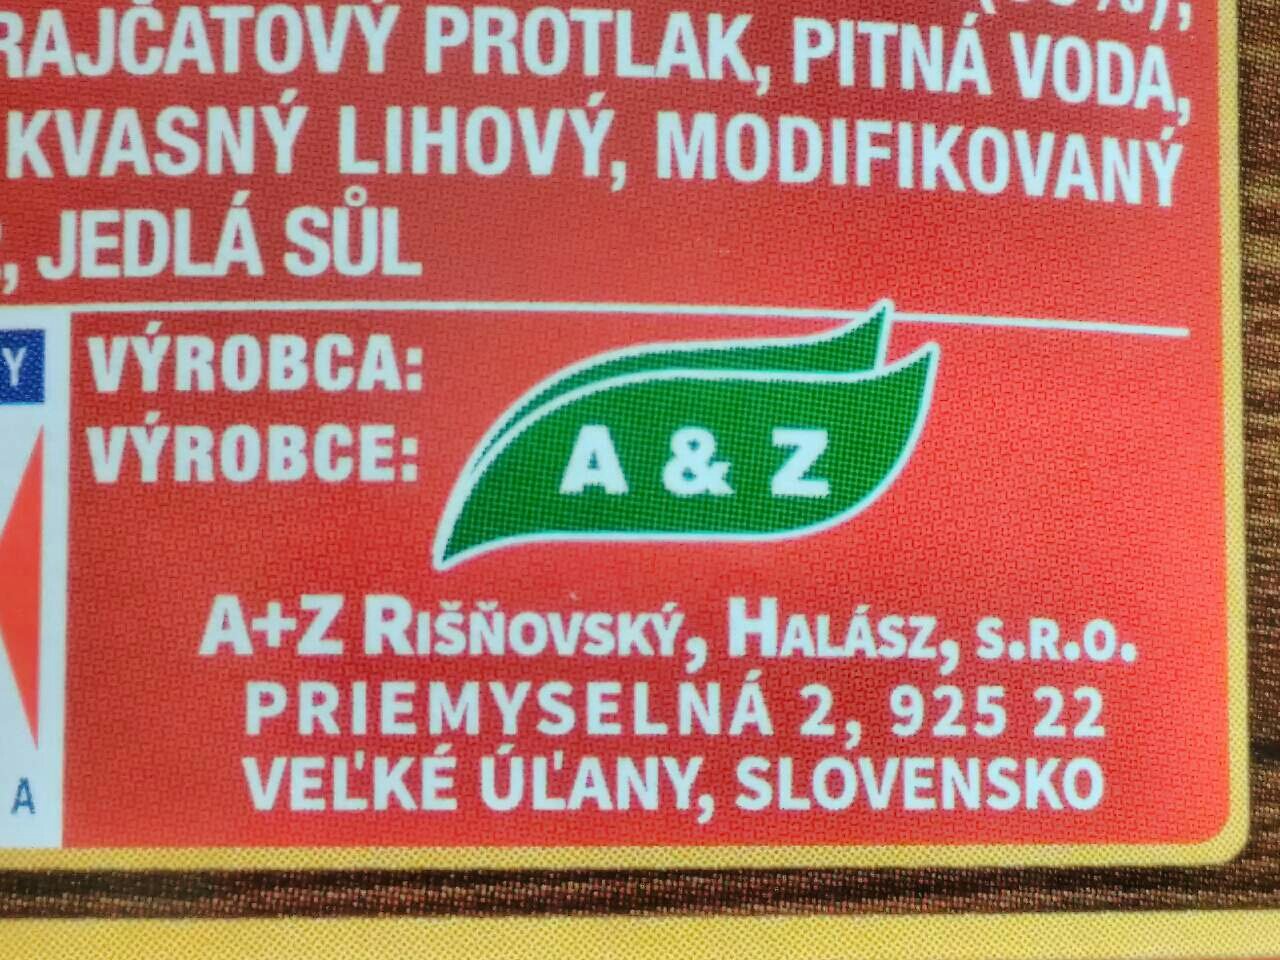 RAJČATOVÝ PROTLAK, PITNÁ VODA,
KVASNÝ LIHOVÝ, MODIFIKOVANÝ
, JEDLÁ SŮL
Y
VÝROBCA:
VÝROBCE:
A & Z
A
A+Z RIŠŇOVSKÝ, HALÁSZ, S.R.O.
PRIEMYSELNÁ 2, 925 22
VEĽKÉ ÚĽANY, SLOVENSKO